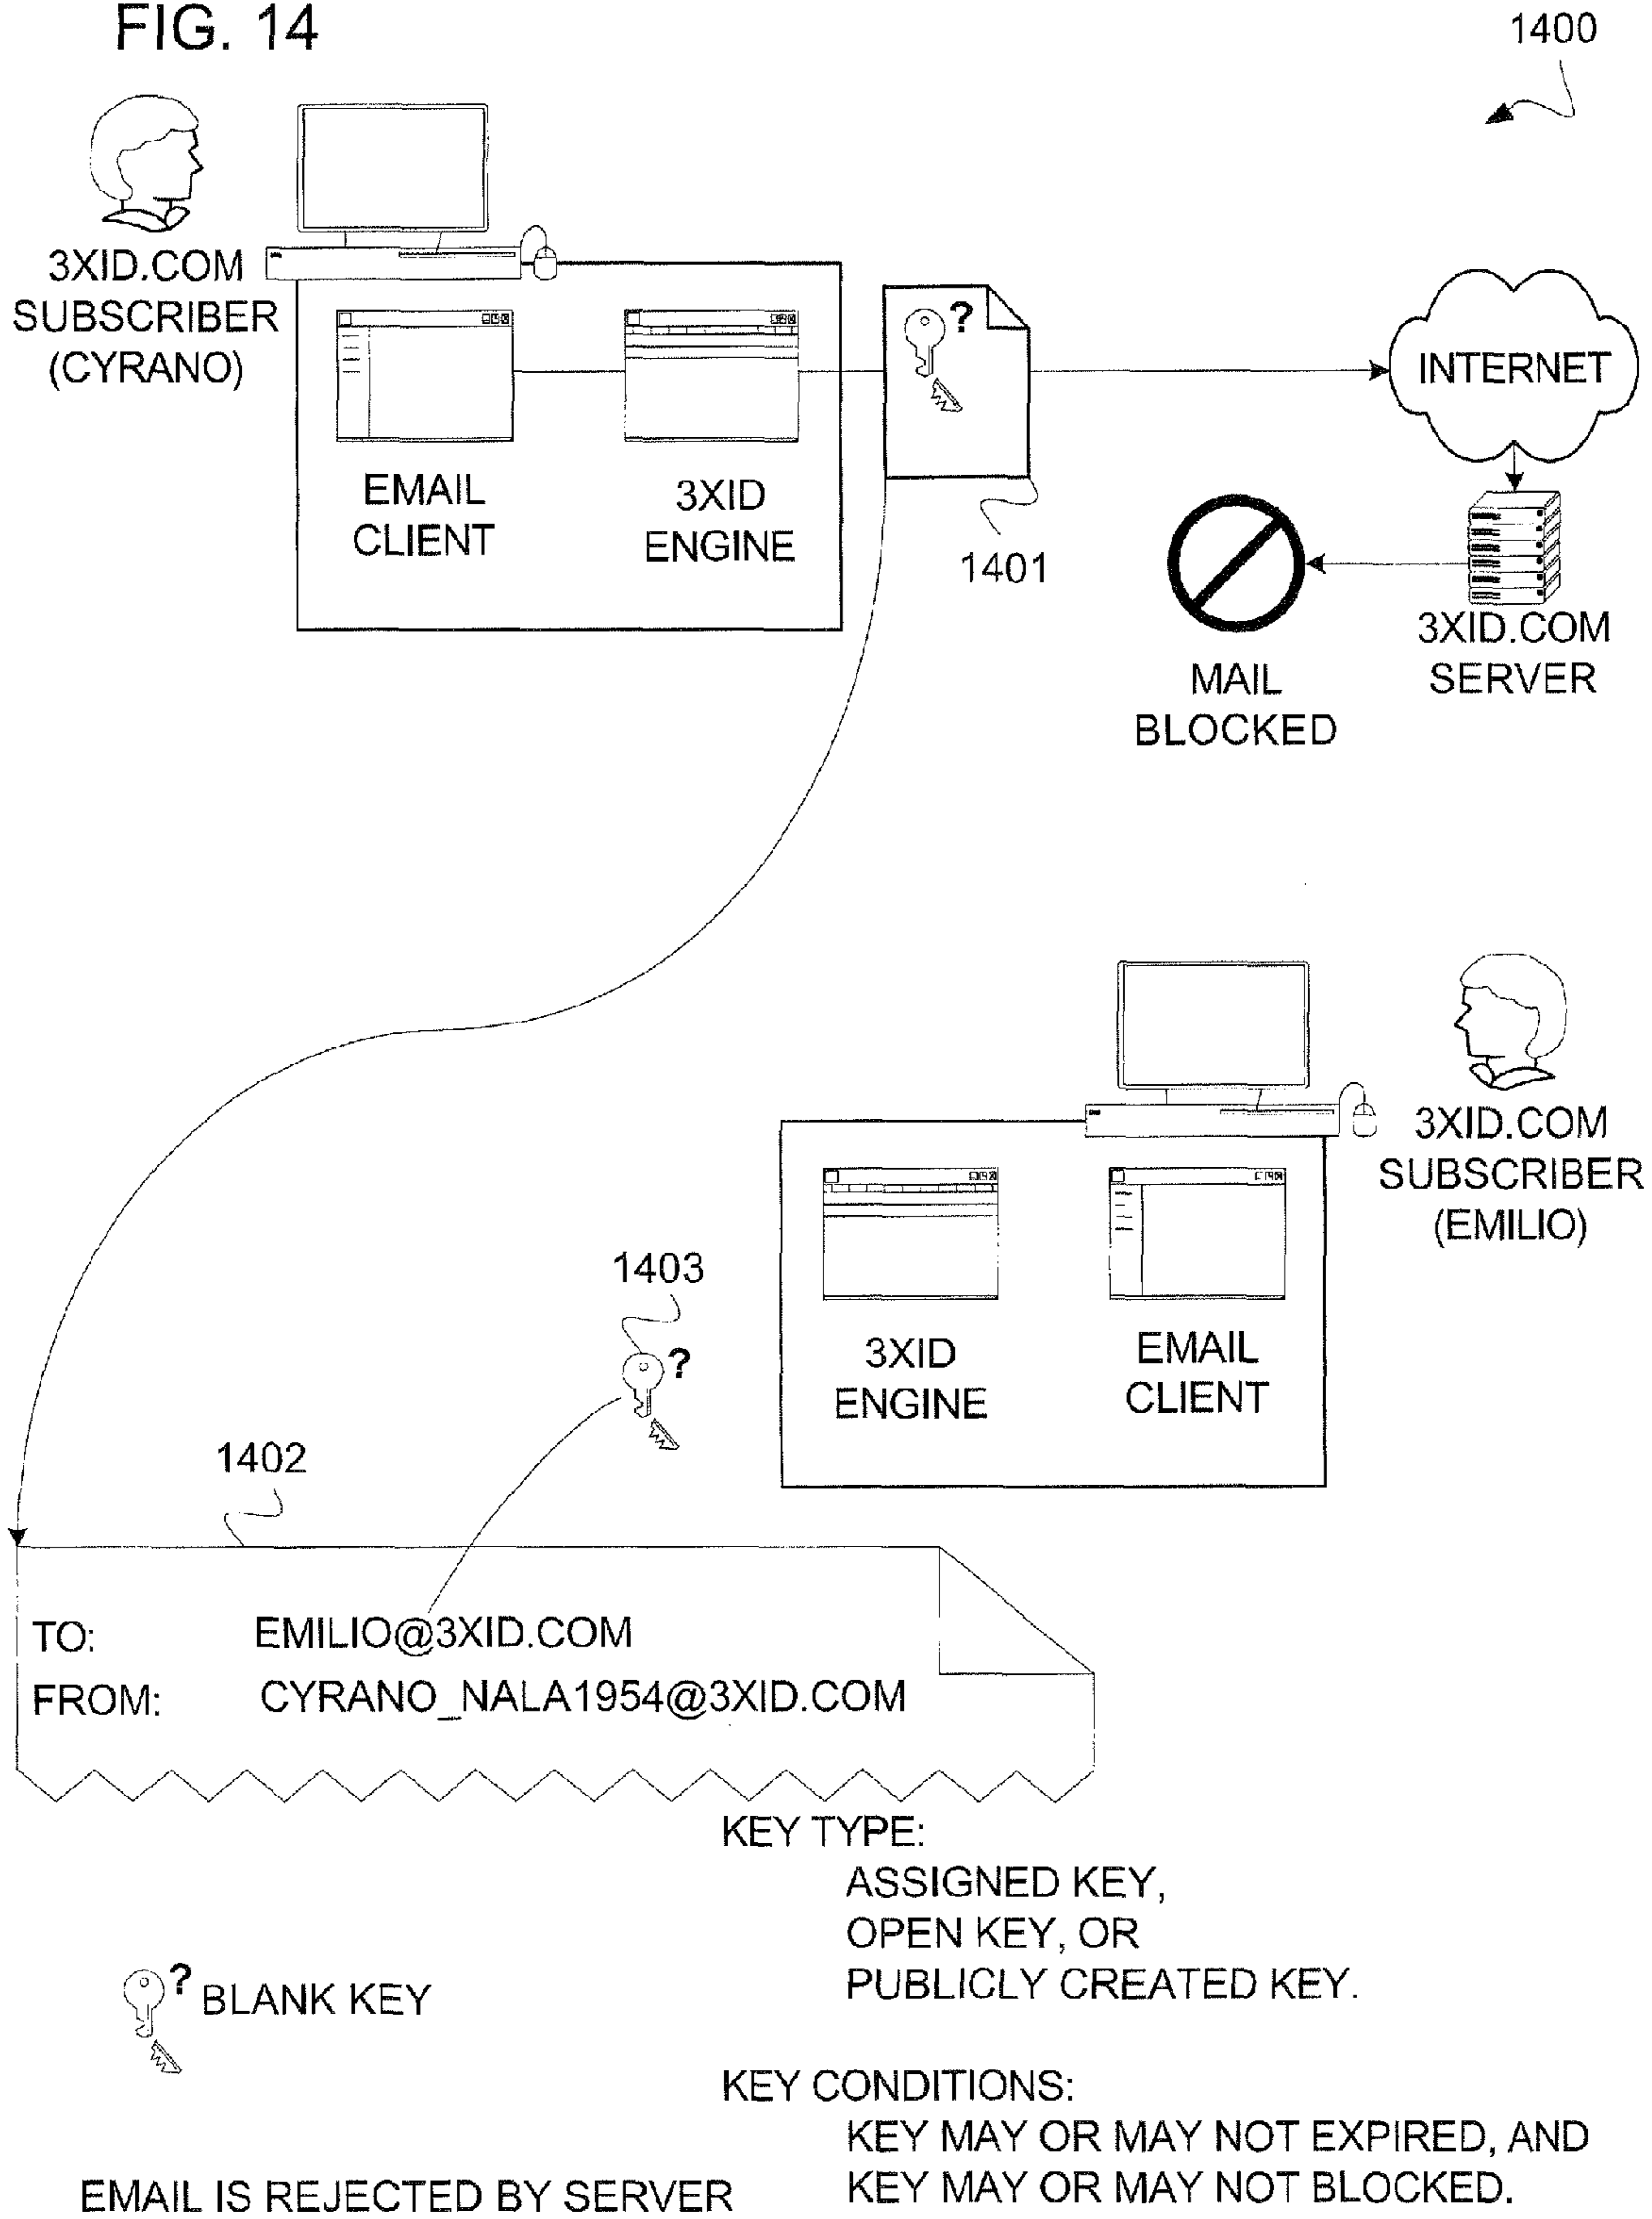 FIG. 14
1400
3XID.COM
SUBSCRIBER
(CYRANO)
?
INTERNET
EMAIL
CLIENT
3XID
ENGINE
1401
3XID.COM
SERVER
MAIL
BLOCKED
3XID.COM
SUBSCRIBER
(EMILIO)
1403
?
3XID
ENGINE
EMAIL
CLIENT
1402
TO: EMILIO@3XID.COM
FROM: CYRANO_NALA1954@3XID.COM
KEY TYPE:
ASSIGNED KEY,
OPEN KEY, OR
PUBLICLY CREATED KEY.
? BLANK KEY
KEY CONDITIONS:
KEY MAY OR MAY NOT EXPIRED, AND
KEY MAY OR MAY NOT BLOCKED.
EMAIL IS REJECTED BY SERVER